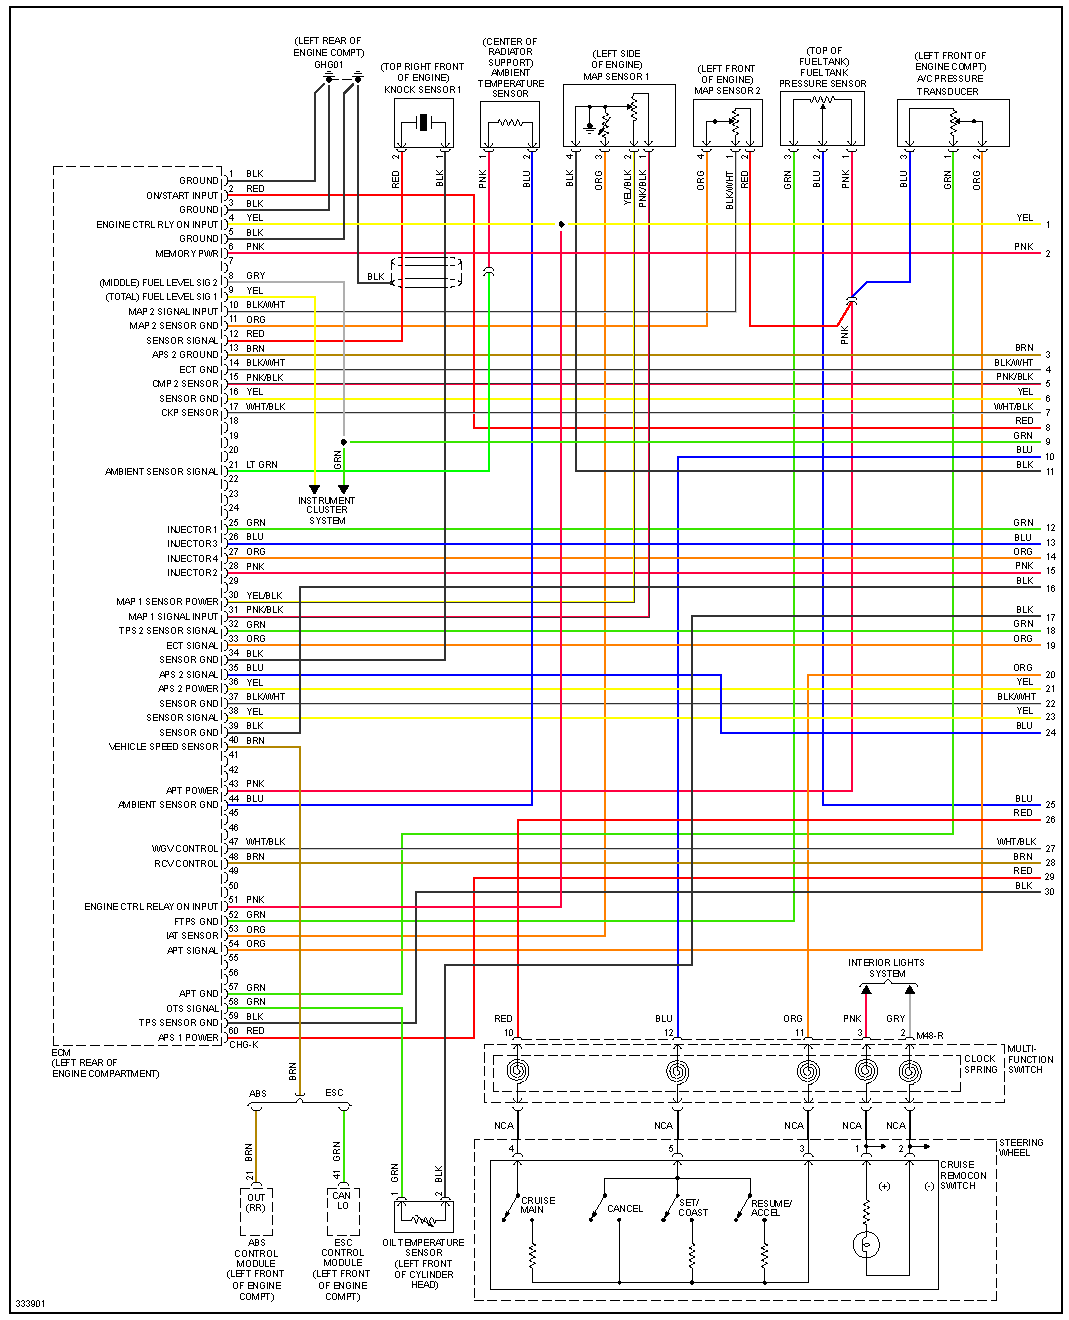 (LEFT REAR OF
ENGINE COMPT)
GHG01
(TOP RIGHT FRONT
OF ENGINE)
KNOCK SENSOR 1
(CENTER OF
RADIATOR
SUPPORT)
AMBIENT
TEMPERATURE
SENSOR
(LEFT SIDE
OF ENGINE)
MAP SENSOR 1
(LEFT FRONT
OF ENGINE)
MAP SENSOR 2
(TOP OF
FUEL TANK)
FUEL TANK
PRESSURE SENSOR
(LEFT FRONT OF
ENGINE COMPT)
A/C PRESSURE
TRANSDUCER
2 1
RED BLK
1 2
PNK BLU
4 3 2 1
BLK ORG YEL/BLK PNK/BLK
4 1 2
ORG BLK/WHT RED
3 2 1
GRN BLU PNK
3 1 2
BLU GRN ORG
BLK
PNK
GRN
GROUND 1 BLK
ON/START INPUT 2 RED
GROUND 3 BLK
ENGINE CTRL RLY ON INPUT 4 YEL
GROUND 5 BLK
MEMORY PWR 6 PNK
7
(MIDDLE) FUEL LEVEL SIG 2 8 GRY
(TOTAL) FUEL LEVEL SIG 1 9 YEL
MAP 2 SIGNAL INPUT 10 BLK/WHT
MAP 2 SENSOR GND 11 ORG
SENSOR SIGNAL 12 RED
APS 2 GROUND 13 BRN
ECT GND 14 BLK/WHT
CMP 2 SENSOR 15 PNK/BLK
SENSOR GND 16 YEL
CKP SENSOR 17 WHT/BLK
18
19
20
AMBIENT SENSOR SIGNAL 21 LT GRN
22
23
24
INJECTOR 1 25 GRN
INJECTOR 3 26 BLU
INJECTOR 4 27 ORG
INJECTOR 2 28 PNK
29
MAP 1 SENSOR POWER 30 YEL/BLK
MAP 1 SIGNAL INPUT 31 PNK/BLK
TPS 2 SENSOR SIGNAL 32 GRN
ECT SIGNAL 33 ORG
SENSOR GND 34 BLK
APS 2 SIGNAL 35 BLU
APS 2 POWER 36 YEL
SENSOR GND 37 BLK/WHT
SENSOR SIGNAL 38 YEL
SENSOR GND 39 BLK
VEHICLE SPEED SENSOR 40 BRN
41
42
APT POWER 43 PNK
AMBIENT SENSOR GND 44 BLU
45
46
WGV CONTROL 47 WHT/BLK
RCV CONTROL 48 BRN
49
50
ENGINE CTRL RELAY ON INPUT 51 PNK
FTPS GND 52 GRN
IAT SENSOR 53 ORG
APT SIGNAL 54 ORG
55
56
APT GND 57 GRN
OTS SIGNAL 58 GRN
TPS SENSOR GND 59 BLK
APS 1 POWER 60 RED
CHG-K
ECM
(LEFT REAR OF
ENGINE COMPARTMENT)
INSTRUMENT
CLUSTER
SYSTEM
YEL 1
PNK 2
BRN 3
BLK/WHT 4
PNK/BLK 5
YEL 6
WHT/BLK 7
RED 8
GRN 9
BLU 10
BLK 11
GRN 12
BLU 13
ORG 14
PNK 15
BLK 16
BLK 17
GRN 18
ORG 19
ORG 20
YEL 21
BLK/WHT 22
YEL 23
BLU 24
BLU 25
RED 26
WHT/BLK 27
BRN 28
RED 29
BLK 30
INTERIOR LIGHTS
SYSTEM
RED BLU ORG PNK GRY
10 12 11 3 2 M48-R
MULTI-
FUNCTION
SWITCH
CLOCK
SPRING
NCA NCA NCA NCA NCA
4 5 3 1 2
STEERING
WHEEL
CRUISE
REMOCON
SWITCH
(+) (-)
CRUISE
MAIN
CANCEL
SET/
COAST
RESUME/
ACCEL
BRN
ABS ESC
21 BRN
41 GRN
OUT
(RR)
CAN
LO
ABS
CONTROL
MODULE
(LEFT FRONT
OF ENGINE
COMPT)
ESC
CONTROL
MODULE
(LEFT FRONT
OF ENGINE
COMPT)
1 GRN
2 BLK
OIL TEMPERATURE
SENSOR
(LEFT FRONT
OF CYLINDER
HEAD)
333901